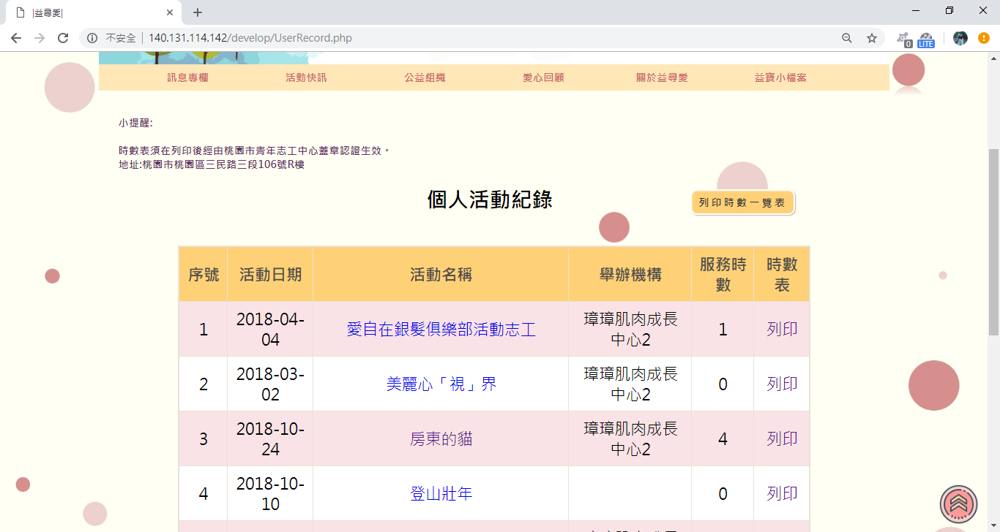 |益尋愛|
不安全 140.131.114.142/develop/UserRecord.php
0 LITE
訊息專欄 活動快訊 公益組織 愛心回顧 關於益尋愛 益寶小檔案
小提醒:
時數表須在列印後經由桃園市青年志工中心蓋章認證生效。
地址:桃園市桃園區三民路三段106號R樓
個人活動紀錄
列印時數一覽表
序號 活動日期 活動名稱 舉辦機構 服務時
數 時數
表
1 2018-04-
04 愛自在銀髮俱樂部活動志工 璋璋肌肉成長
中心2 1 列印
2 2018-03-
02 美麗心「視」界 璋璋肌肉成長
中心2 0 列印
3 2018-10-
24 房東的貓 璋璋肌肉成長
中心2 4 列印
4 2018-10-
10 登山壯年 0 列印